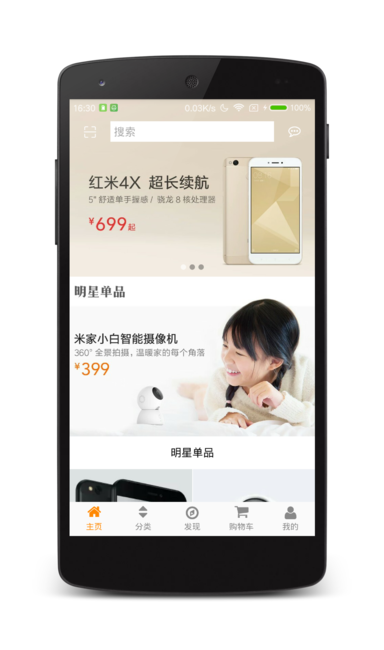 16:30 0.03K/s 100%
搜索
红米4X 超长续航
5" 舒适单手握感 / 骁龙 8 核处理器
¥699起
明星单品
米家小白智能摄像机
360° 全景拍摄，温暖家的每个角落
¥399
明星单品
主页 分类 发现 购物车 我的